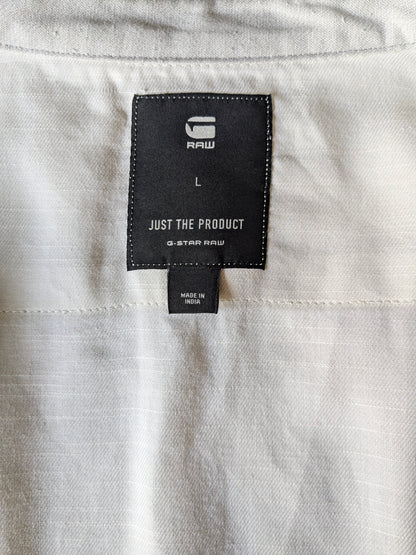 G
RAW
L
JUST THE PRODUCT
G-STAR RAW
MADE IN
INDIA